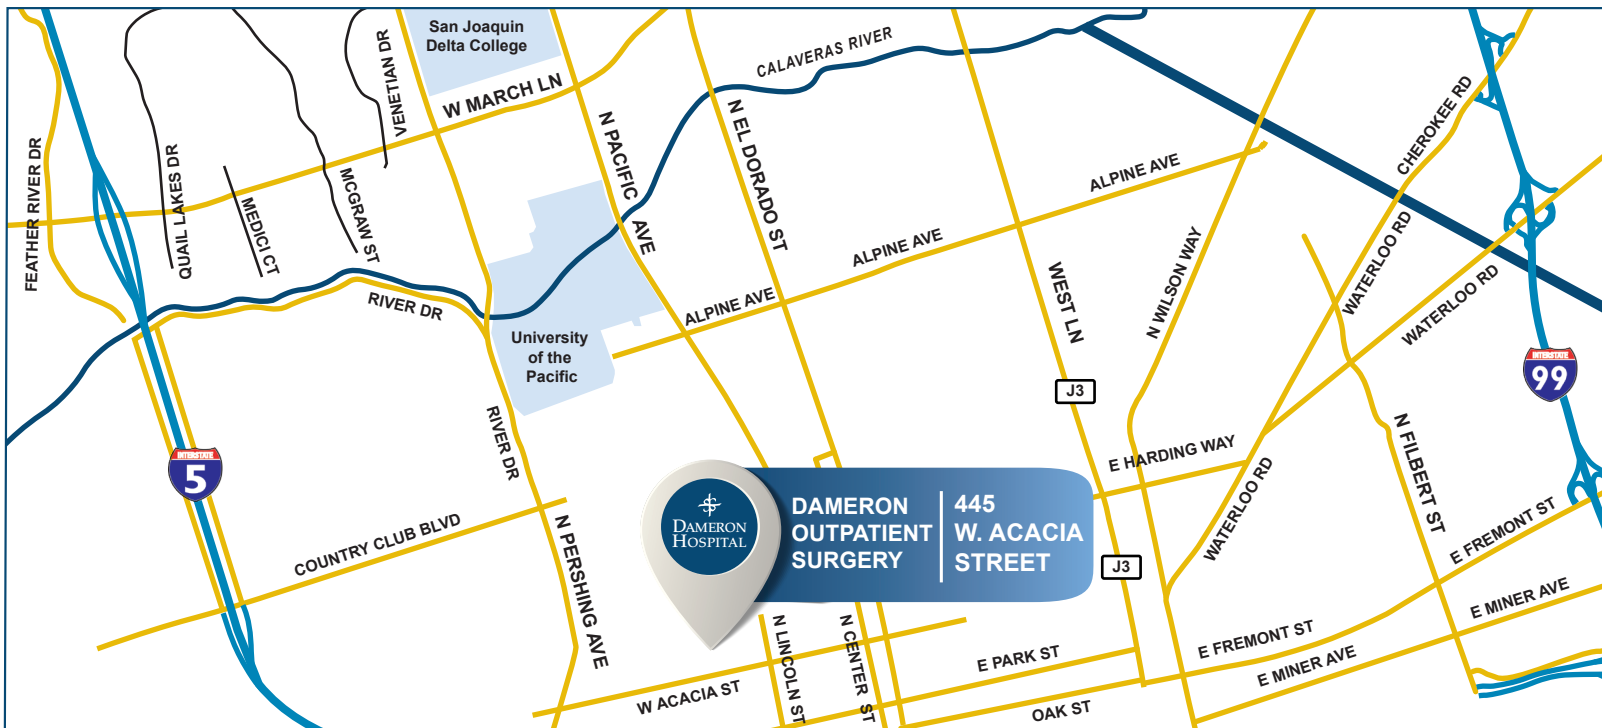 San Joaquin
Delta College
VENETIAN DR
W MARCH LN
CALAVERAS RIVER
N PACIFIC AVE
N EL DORADO ST
FEATHER RIVER DR
QUAIL LAKES DR
MEDICI CT
MCGRAW ST
CHEROKEE RD
ALPINE AVE
ALPINE AVE
ALPINE AVE
RIVER DR
University
of the
Pacific
WEST LN
N WILSON WAY
WATERLOO RD
WATERLOO RD
INTERSTATE
99
J3
RIVER DR
INTERSTATE
5
E HARDING WAY
N FILBERT ST
WATERLOO RD
COUNTRY CLUB BLVD
N PERSHING AVE
DAMERON
HOSPITAL
DAMERON
OUTPATIENT
SURGERY
445
W. ACACIA
STREET
J3
E FREMONT ST
E MINER AVE
N LINCOLN ST
N CENTER ST
E FREMONT ST
E PARK ST
E MINER AVE
W ACACIA ST
OAK ST